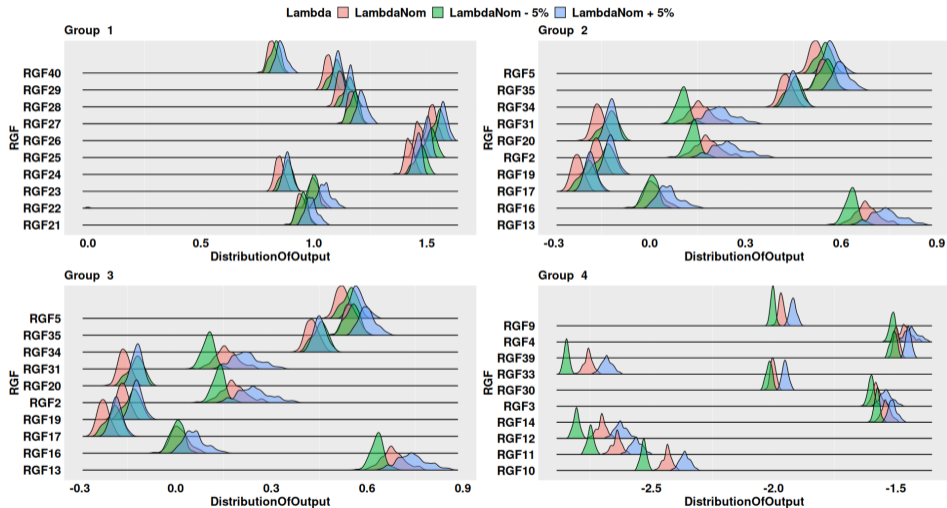 Lambda LambdaNom LambdaNom - 5% LambdaNom + 5%
Group 1
RGF
RGF40
RGF29
RGF28
RGF27
RGF26
RGF25
RGF24
RGF23
RGF22
RGF21
0.0 0.5 1.0 1.5
DistributionOfOutput
Group 2
RGF
RGF5
RGF35
RGF34
RGF31
RGF20
RGF2
RGF19
RGF17
RGF16
RGF13
-0.3 0.0 0.3 0.6 0.9
DistributionOfOutput
Group 3
RGF
RGF5
RGF35
RGF34
RGF31
RGF20
RGF2
RGF19
RGF17
RGF16
RGF13
-0.3 0.0 0.3 0.6 0.9
DistributionOfOutput
Group 4
RGF
RGF9
RGF4
RGF39
RGF33
RGF30
RGF3
RGF14
RGF12
RGF11
RGF10
-2.5 -2.0 -1.5
DistributionOfOutput